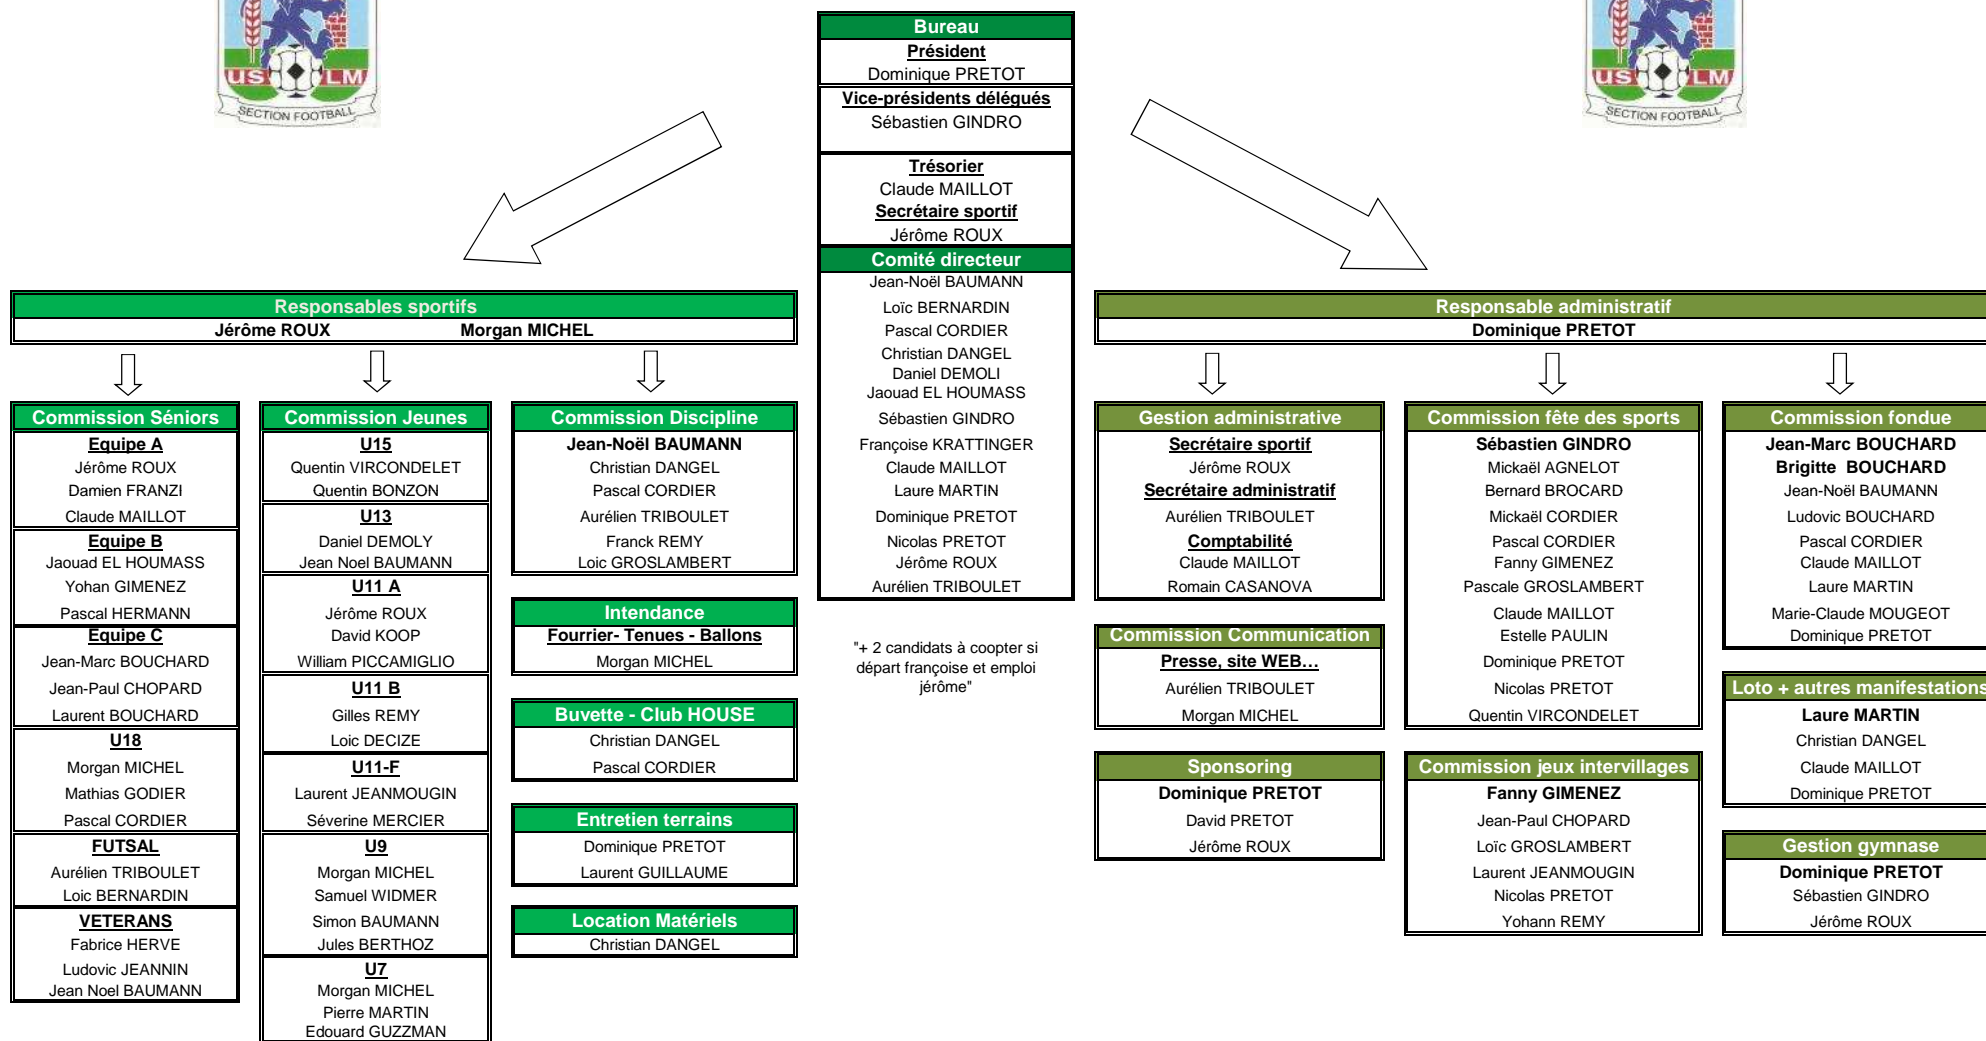 US LM
SECTION FOOTBALL
US LM
SECTION FOOTBALL
Bureau
Président
Dominique PRETOT
Vice-présidents délégués
Sébastien GINDRO
Trésorier
Claude MAILLOT
Secrétaire sportif
Jérôme ROUX
Comité directeur
Jean-Noël BAUMANN
Loïc BERNARDIN
Pascal CORDIER
Christian DANGEL
Daniel DEMOLI
Jaouad EL HOUMASS
Sébastien GINDRO
Françoise KRATTINGER
Claude MAILLOT
Laure MARTIN
Dominique PRETOT
Nicolas PRETOT
Jérôme ROUX
Aurélien TRIBOULET
"+ 2 candidats à coopter si
départ françoise et emploi
jérôme"
Responsables sportifs
Jérôme ROUX Morgan MICHEL
Commission Séniors
Equipe A
Jérôme ROUX
Damien FRANZI
Claude MAILLOT
Equipe B
Jaouad EL HOUMASS
Yohan GIMENEZ
Pascal HERMANN
Equipe C
Jean-Marc BOUCHARD
Jean-Paul CHOPARD
Laurent BOUCHARD
U18
Morgan MICHEL
Mathias GODIER
Pascal CORDIER
FUTSAL
Aurélien TRIBOULET
Loic BERNARDIN
VETERANS
Fabrice HERVE
Ludovic JEANNIN
Jean Noel BAUMANN
Commission Jeunes
U15
Quentin VIRCONDELET
Quentin BONZON
U13
Daniel DEMOLY
Jean Noel BAUMANN
U11 A
Jérôme ROUX
David KOOP
William PICCAMIGLIO
U11 B
Gilles REMY
Loic DECIZE
U11-F
Laurent JEANMOUGIN
Séverine MERCIER
U9
Morgan MICHEL
Samuel WIDMER
Simon BAUMANN
Jules BERTHOZ
U7
Morgan MICHEL
Pierre MARTIN
Edouard GUZZMAN
Commission Discipline
Jean-Noël BAUMANN
Christian DANGEL
Pascal CORDIER
Aurélien TRIBOULET
Franck REMY
Loic GROSLAMBERT
Intendance
Fourrier- Tenues - Ballons
Morgan MICHEL
Buvette - Club HOUSE
Christian DANGEL
Pascal CORDIER
Entretien terrains
Dominique PRETOT
Laurent GUILLAUME
Location Matériels
Christian DANGEL
Responsable administratif
Dominique PRETOT
Gestion administrative
Secrétaire sportif
Jérôme ROUX
Secrétaire administratif
Aurélien TRIBOULET
Comptabilité
Claude MAILLOT
Romain CASANOVA
Commission Communication
Presse, site WEB…
Aurélien TRIBOULET
Morgan MICHEL
Sponsoring
Dominique PRETOT
David PRETOT
Jérôme ROUX
Commission fête des sports
Sébastien GINDRO
Mickaël AGNELOT
Bernard BROCARD
Mickaël CORDIER
Pascal CORDIER
Fanny GIMENEZ
Pascale GROSLAMBERT
Claude MAILLOT
Estelle PAULIN
Dominique PRETOT
Nicolas PRETOT
Quentin VIRCONDELET
Commission jeux intervillages
Fanny GIMENEZ
Jean-Paul CHOPARD
Loïc GROSLAMBERT
Laurent JEANMOUGIN
Nicolas PRETOT
Yohann REMY
Commission fondue
Jean-Marc BOUCHARD
Brigitte BOUCHARD
Jean-Noël BAUMANN
Ludovic BOUCHARD
Pascal CORDIER
Claude MAILLOT
Laure MARTIN
Marie-Claude MOUGEOT
Dominique PRETOT
Loto + autres manifestations
Laure MARTIN
Christian DANGEL
Claude MAILLOT
Dominique PRETOT
Gestion gymnase
Dominique PRETOT
Sébastien GINDRO
Jérôme ROUX